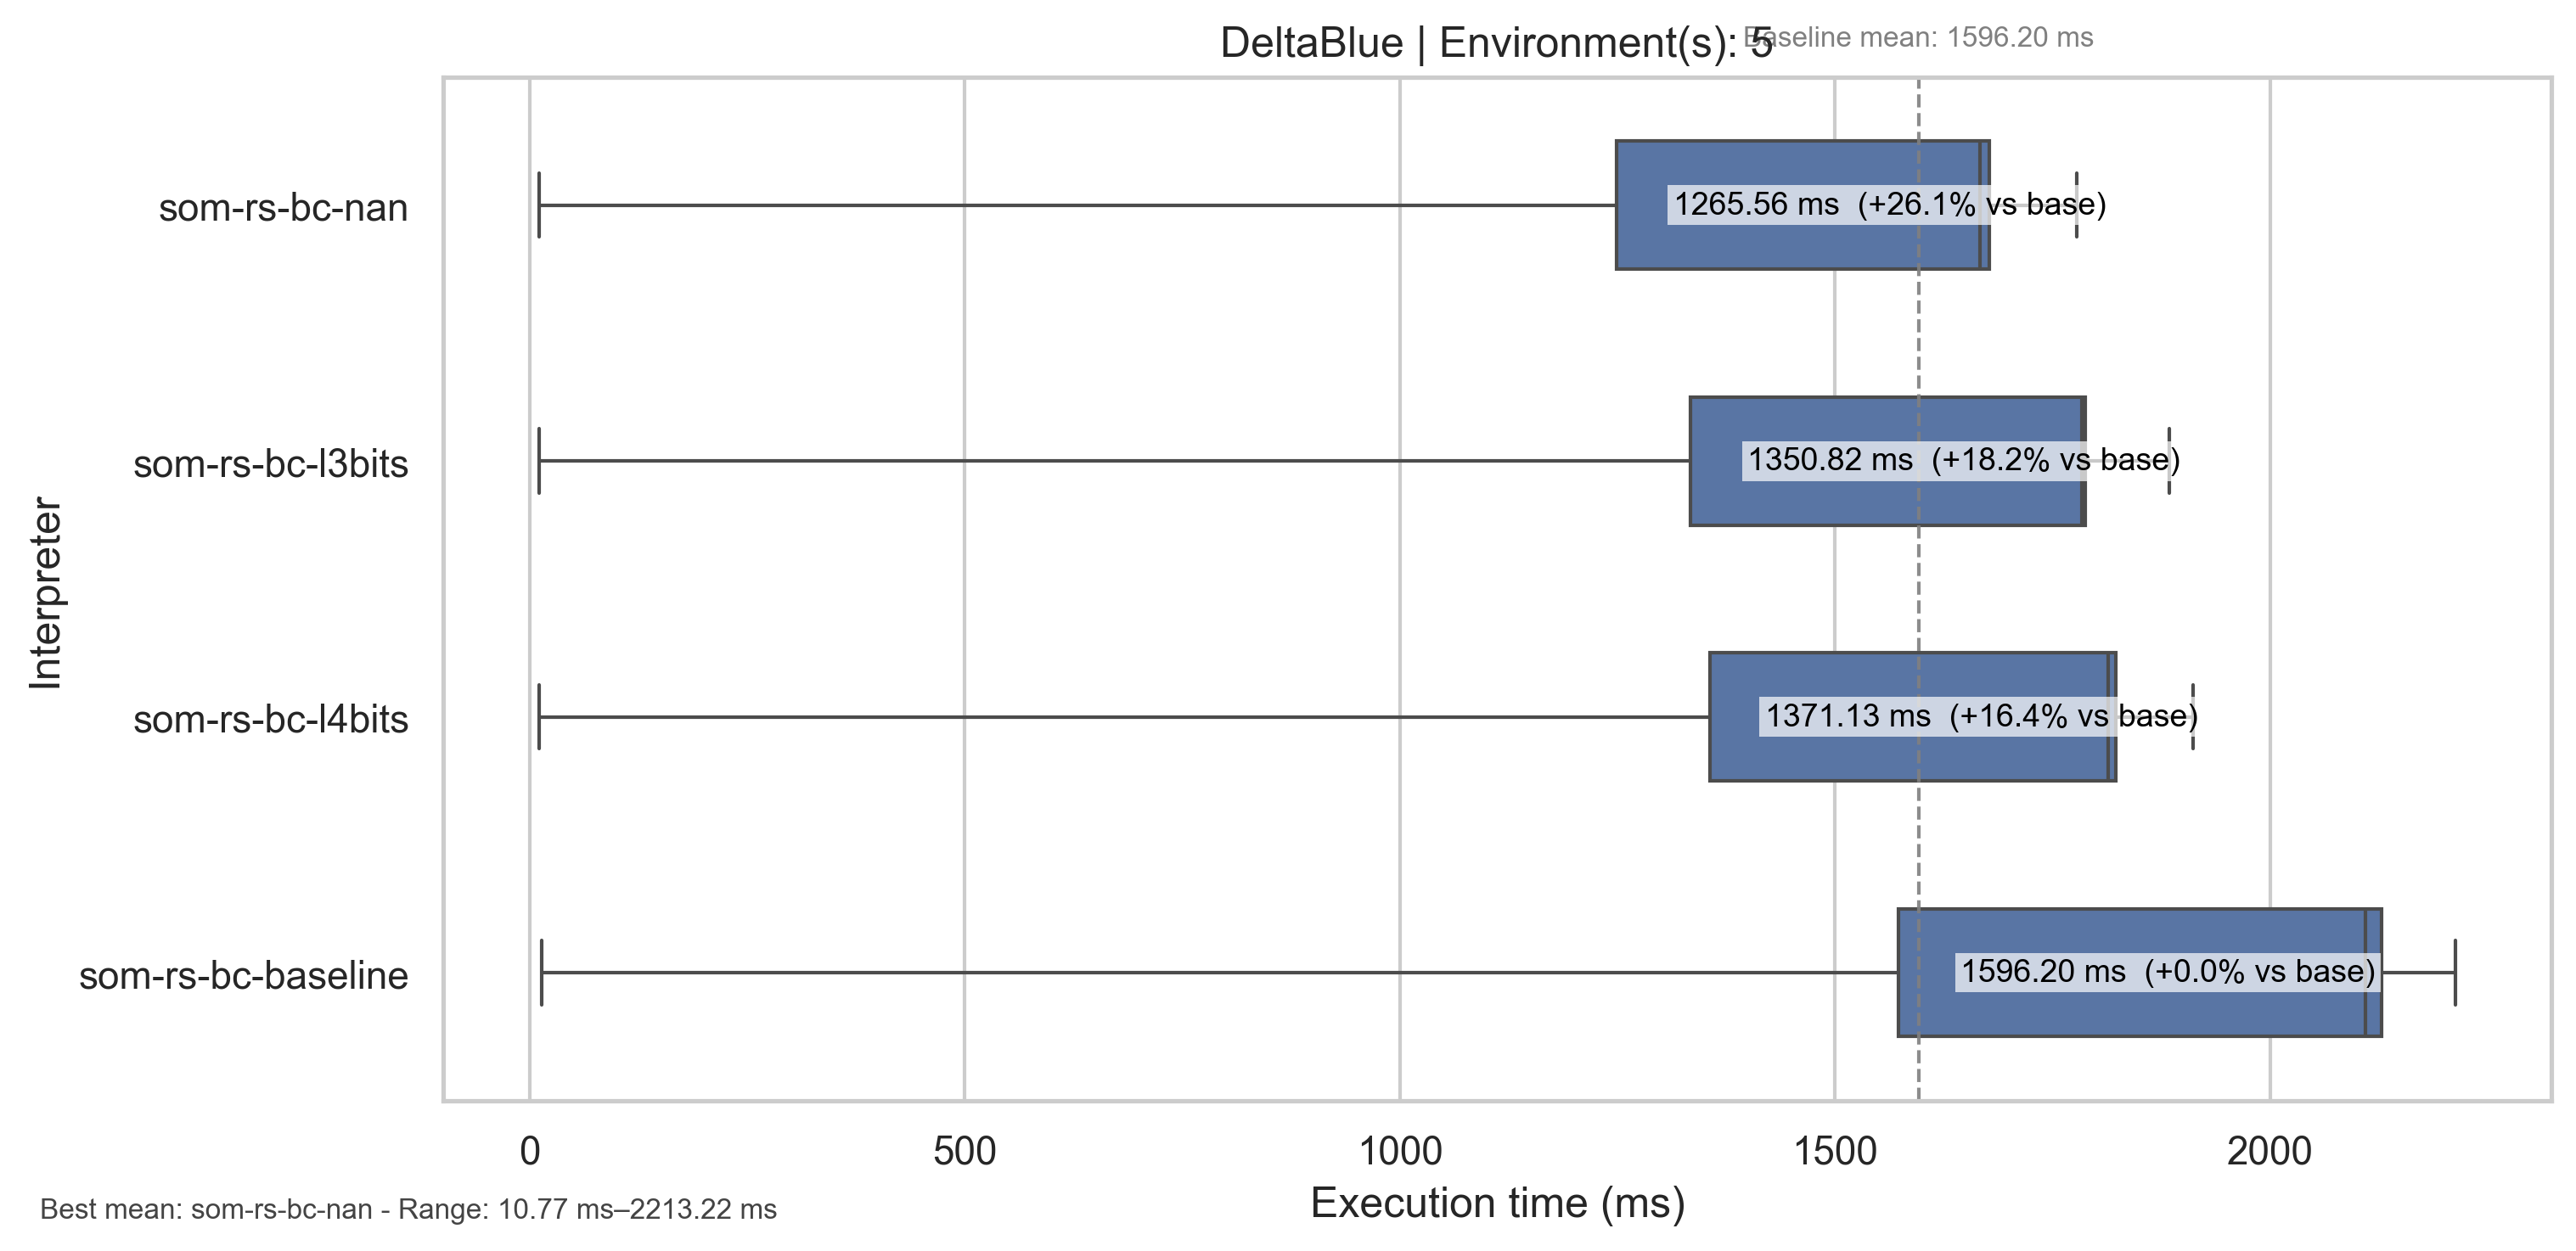 DeltaBlue | Environment(s): 5
Baseline mean: 1596.20 ms
som-rs-bc-nan
1265.56 ms  (+26.1% vs base)
som-rs-bc-l3bits
1350.82 ms  (+18.2% vs base)
som-rs-bc-l4bits
1371.13 ms  (+16.4% vs base)
som-rs-bc-baseline
1596.20 ms  (+0.0% vs base)
Interpreter
0 500 1000 1500 2000
Execution time (ms)
Best mean: som-rs-bc-nan - Range: 10.77 ms–2213.22 ms